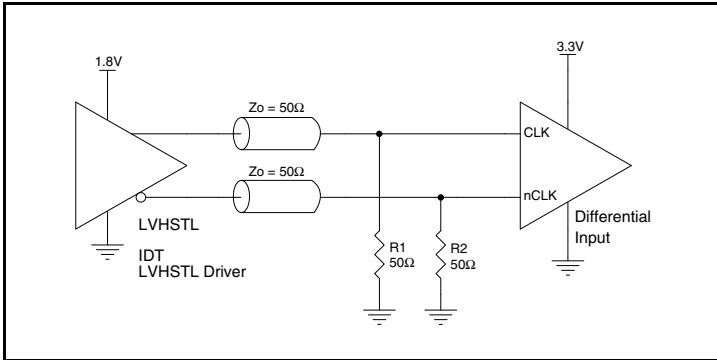 1.8V
3.3V
Zo = 50Ω
CLK
Zo = 50Ω
nCLK
LVHSTL
IDT
LVHSTL Driver
R1
50Ω
R2
50Ω
Differential
Input